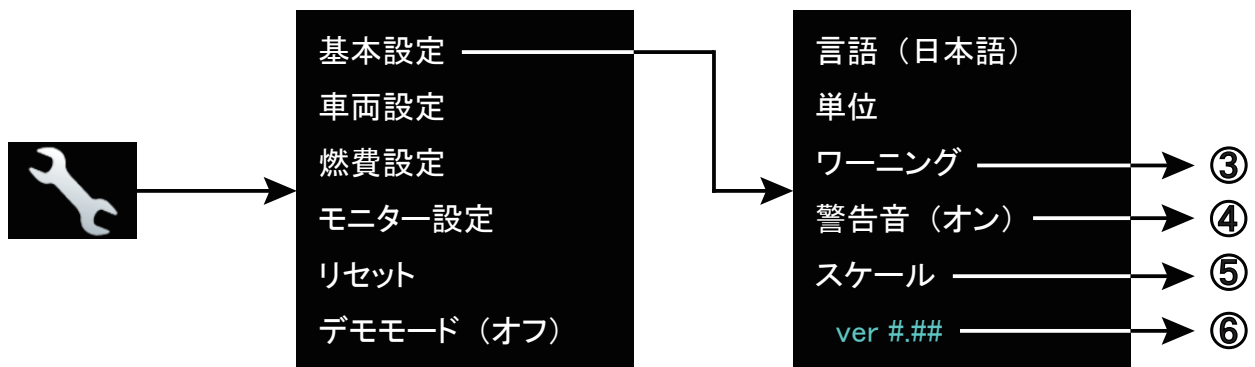 基本設定
車両設定
燃費設定
モニター設定
リセット
デモモード（オフ）
言語（日本語）
単位
ワーニング
③
警告音（オン）
④
スケール
⑤
ver #.##
⑥